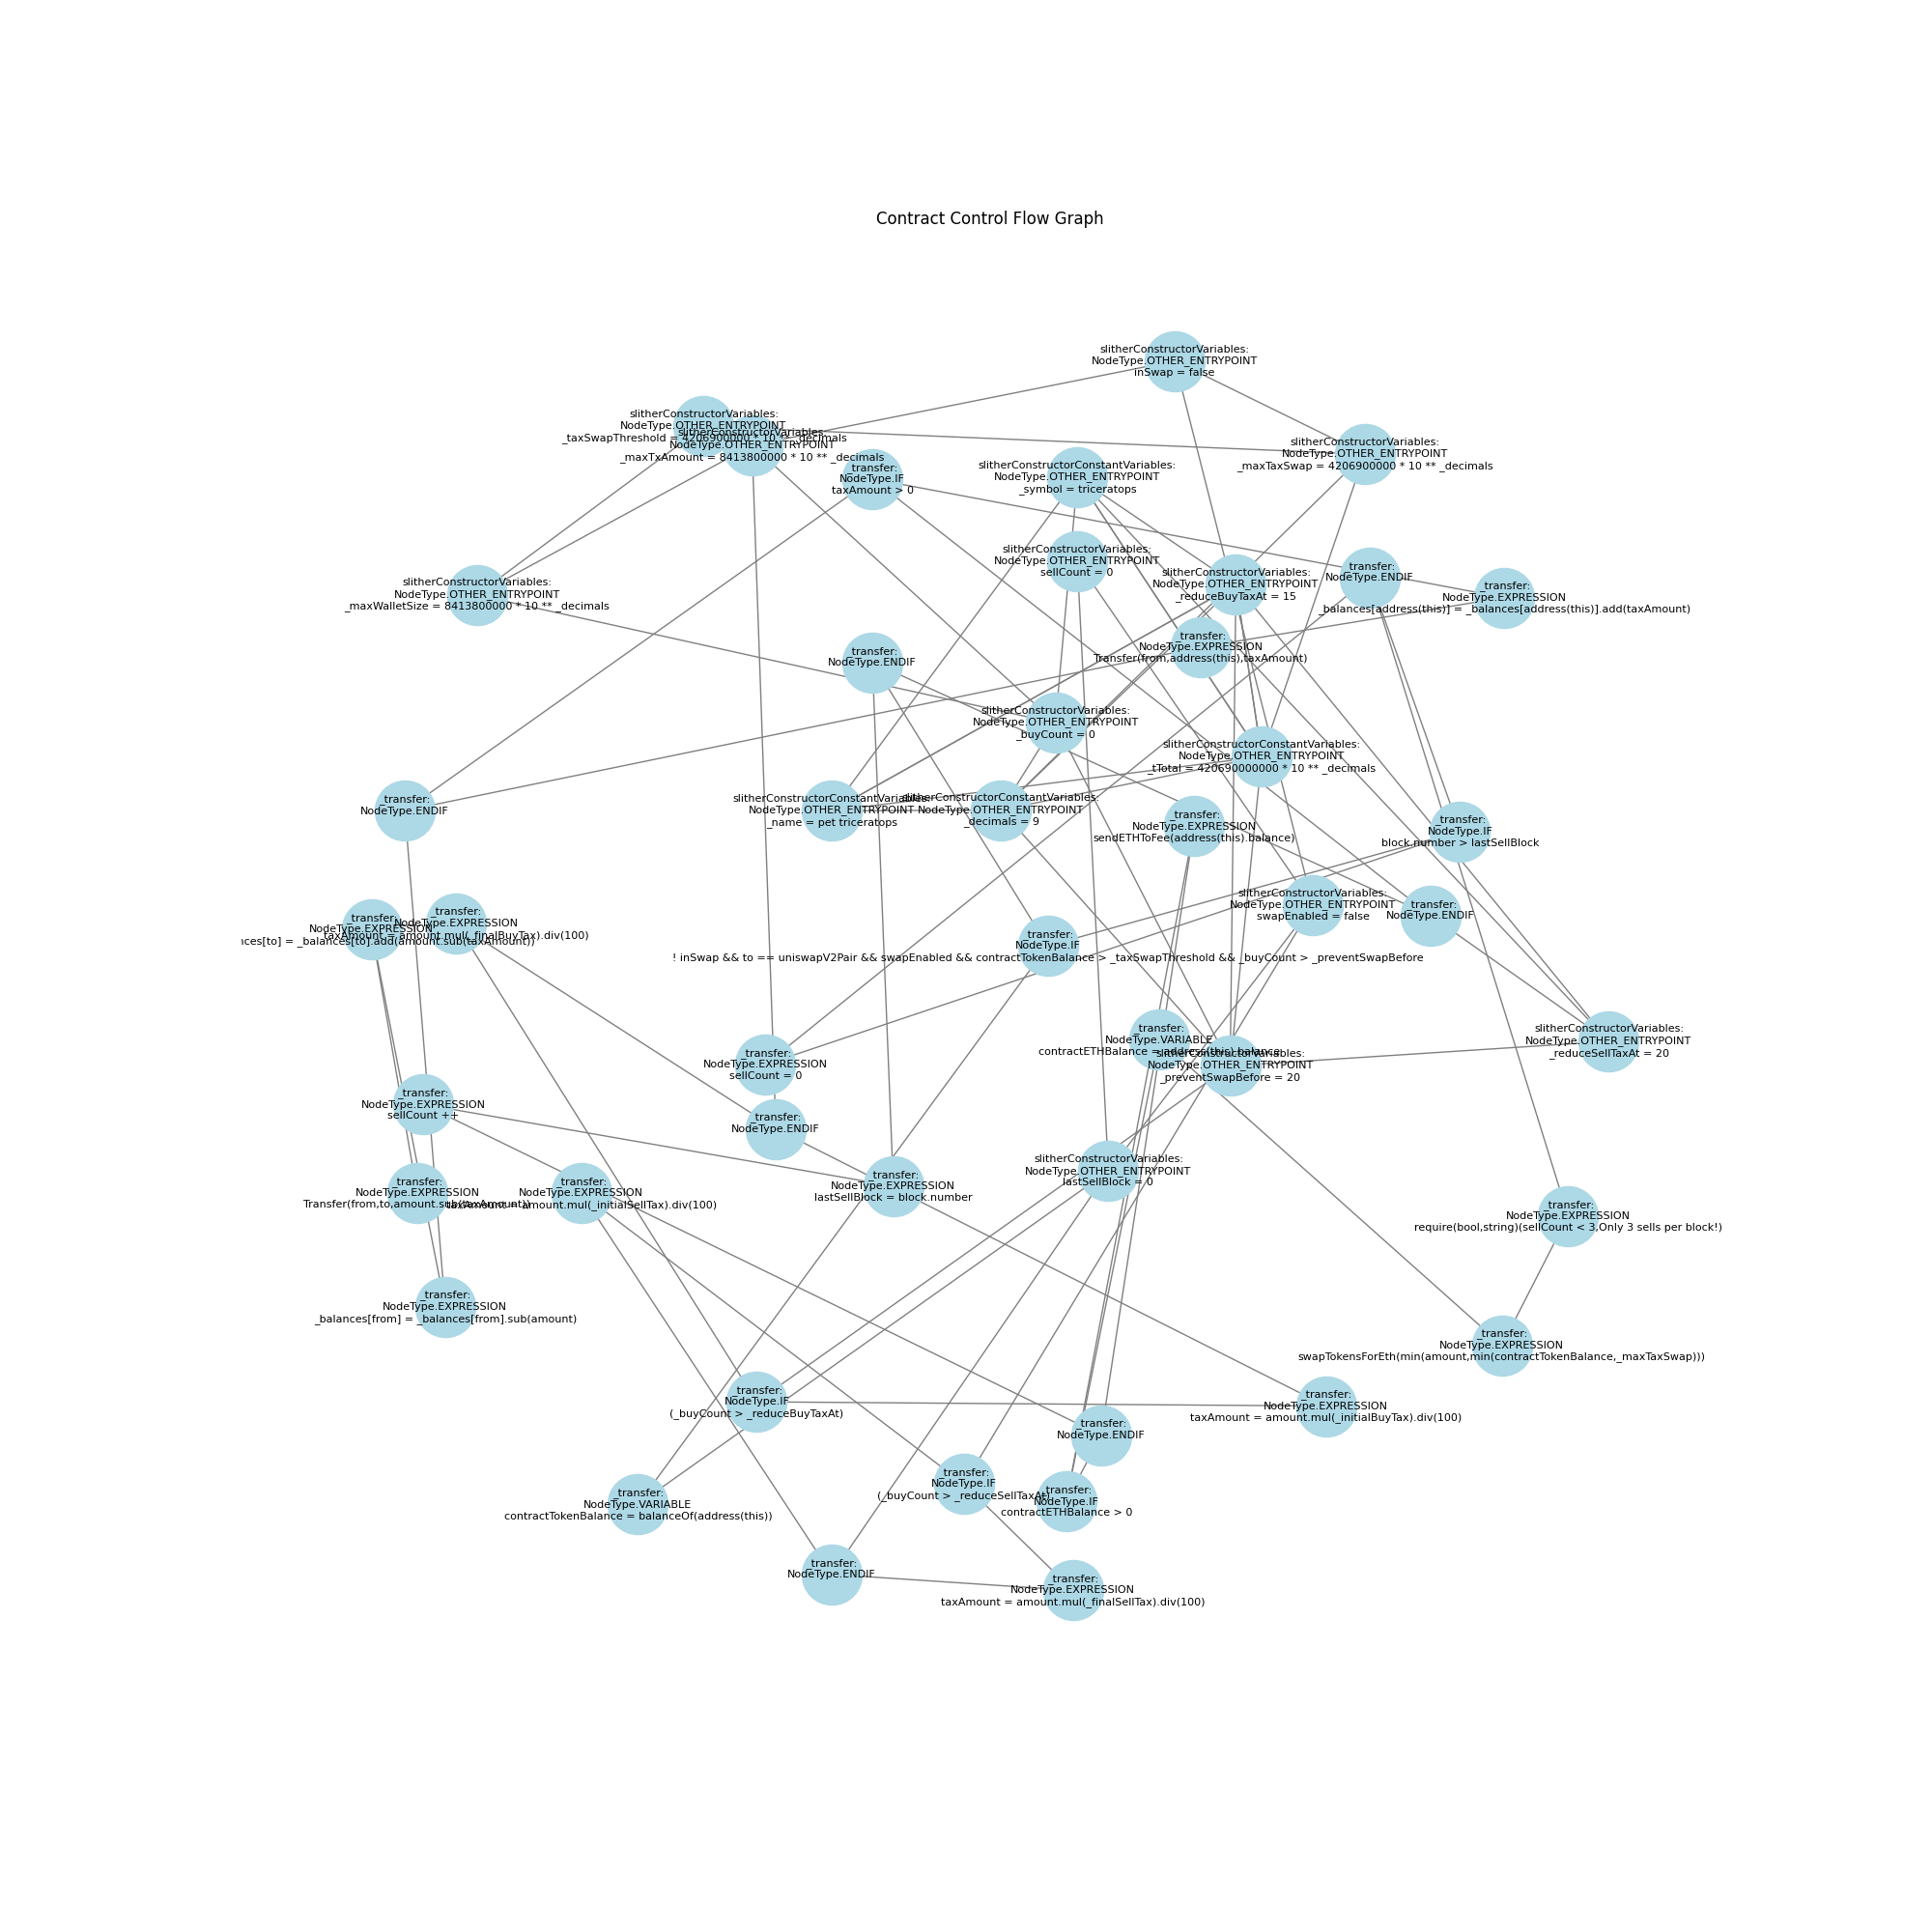 Contract Control Flow Graph
slitherConstructorVariables:
NodeType.OTHER_ENTRYPOINT
inSwap = false
slitherConstructorVariables:
NodeType.OTHER_ENTRYPOINT
_taxSwapThreshold = 4206900000 * 10 ** _decimals
slitherConstructorVariables:
NodeType.OTHER_ENTRYPOINT
_maxTxAmount = 8413800000 * 10 ** _decimals
slitherConstructorVariables:
NodeType.OTHER_ENTRYPOINT
_maxTaxSwap = 4206900000 * 10 ** _decimals
_transfer:
NodeType.IF
taxAmount > 0
slitherConstructorConstantVariables:
NodeType.OTHER_ENTRYPOINT
_symbol = triceratops
slitherConstructorVariables:
NodeType.OTHER_ENTRYPOINT
sellCount = 0
slitherConstructorVariables:
NodeType.OTHER_ENTRYPOINT
_reduceBuyTaxAt = 15
_transfer:
NodeType.ENDIF
_transfer:
NodeType.EXPRESSION
_balances[address(this)] = _balances[address(this)].add(taxAmount)
slitherConstructorVariables:
NodeType.OTHER_ENTRYPOINT
_maxWalletSize = 8413800000 * 10 ** _decimals
_transfer:
NodeType.EXPRESSION
Transfer(from,address(this),taxAmount)
_transfer:
NodeType.ENDIF
slitherConstructorVariables:
NodeType.OTHER_ENTRYPOINT
_buyCount = 0
slitherConstructorConstantVariables:
NodeType.OTHER_ENTRYPOINT
_tTotal = 420690000000 * 10 ** _decimals
_transfer:
NodeType.ENDIF
slitherConstructorConstantVariables:
NodeType.OTHER_ENTRYPOINT
_name = pet triceratops
slitherConstructorConstantVariables:
NodeType.OTHER_ENTRYPOINT
_decimals = 9
_transfer:
NodeType.EXPRESSION
sendETHToFee(address(this).balance)
_transfer:
NodeType.IF
block.number > lastSellBlock
slitherConstructorVariables:
NodeType.OTHER_ENTRYPOINT
swapEnabled = false
_transfer:
NodeType.ENDIF
_transfer:
NodeType.EXPRESSION
nces[to] = _balances[to].add(amount.sub(taxAmount))
_transfer:
NodeType.EXPRESSION
taxAmount = amount.mul(_finalBuyTax).div(100)
_transfer:
NodeType.IF
! inSwap && to == uniswapV2Pair && swapEnabled && contractTokenBalance > _taxSwapThreshold && _buyCount > _preventSwapBefore
_transfer:
NodeType.VARIABLE
contractETHBalance = address(this).balance
slitherConstructorVariables:
NodeType.OTHER_ENTRYPOINT
_preventSwapBefore = 20
slitherConstructorVariables:
NodeType.OTHER_ENTRYPOINT
_reduceSellTaxAt = 20
_transfer:
NodeType.EXPRESSION
sellCount = 0
_transfer:
NodeType.EXPRESSION
sellCount ++
_transfer:
NodeType.ENDIF
slitherConstructorVariables:
NodeType.OTHER_ENTRYPOINT
lastSellBlock = 0
_transfer:
NodeType.EXPRESSION
Transfer(from,to,amount.sub(taxAmount))
_transfer:
NodeType.EXPRESSION
taxAmount = amount.mul(_initialSellTax).div(100)
_transfer:
NodeType.EXPRESSION
lastSellBlock = block.number
_transfer:
NodeType.EXPRESSION
require(bool,string)(sellCount < 3,Only 3 sells per block!)
_transfer:
NodeType.EXPRESSION
_balances[from] = _balances[from].sub(amount)
_transfer:
NodeType.EXPRESSION
swapTokensForEth(min(amount,min(contractTokenBalance,_maxTaxSwap)))
_transfer:
NodeType.IF
(_buyCount > _reduceBuyTaxAt)
_transfer:
NodeType.EXPRESSION
taxAmount = amount.mul(_initialBuyTax).div(100)
_transfer:
NodeType.ENDIF
_transfer:
NodeType.IF
(_buyCount > _reduceSellTaxAt)
_transfer:
NodeType.IF
contractETHBalance > 0
_transfer:
NodeType.VARIABLE
contractTokenBalance = balanceOf(address(this))
_transfer:
NodeType.ENDIF
_transfer:
NodeType.EXPRESSION
taxAmount = amount.mul(_finalSellTax).div(100)